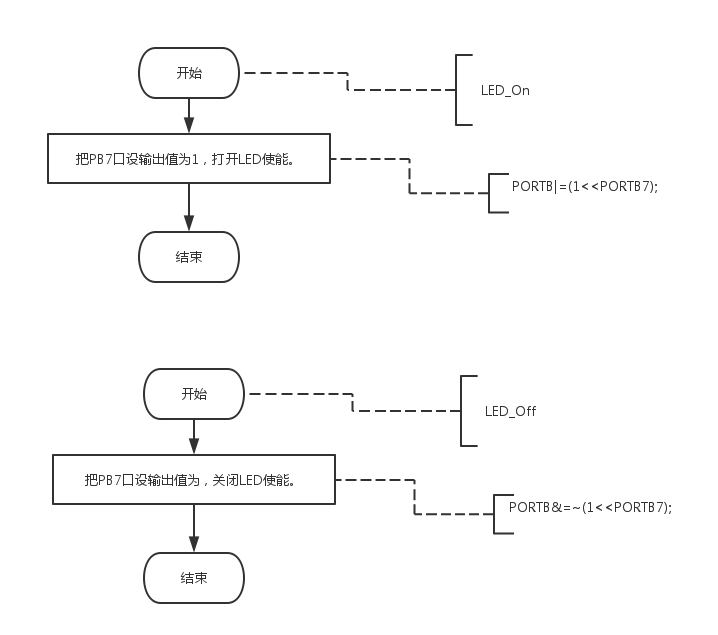 开始
LED_On
把PB7口设输出值为1，打开LED使能。
PORTB|=(1<<PORTB7);
结束
开始
LED_Off
把PB7口设输出值为，关闭LED使能。
PORTB&=~(1<<PORTB7);
结束